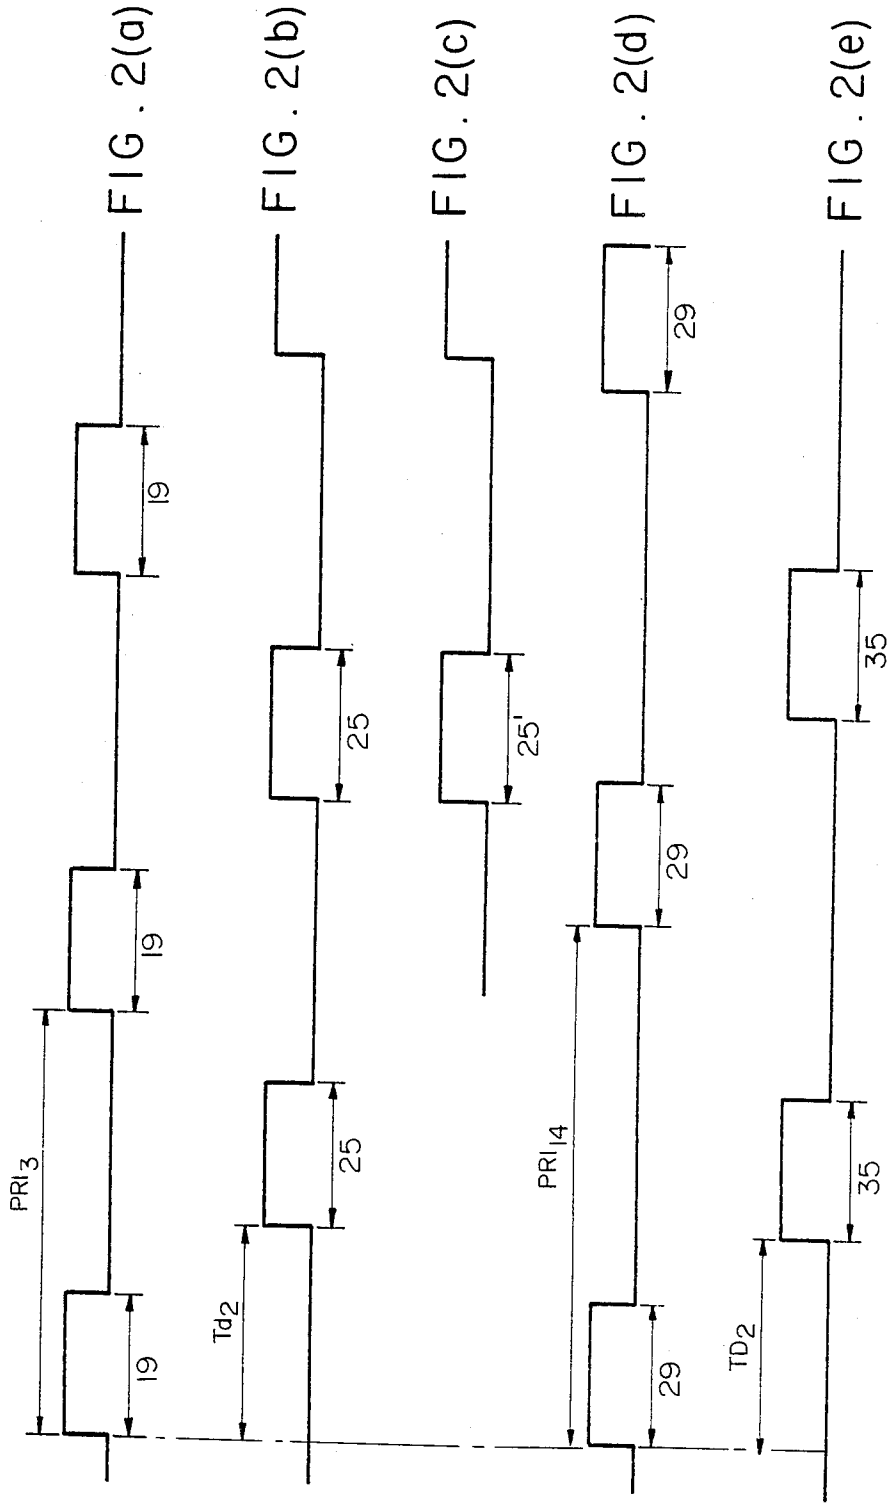 PRI3
19
19
19
FIG. 2(a)
Td2
25
25
FIG. 2(b)
25'
FIG. 2(c)
PRI14
29
29
29
FIG. 2(d)
TD2
35
35
FIG. 2(e)